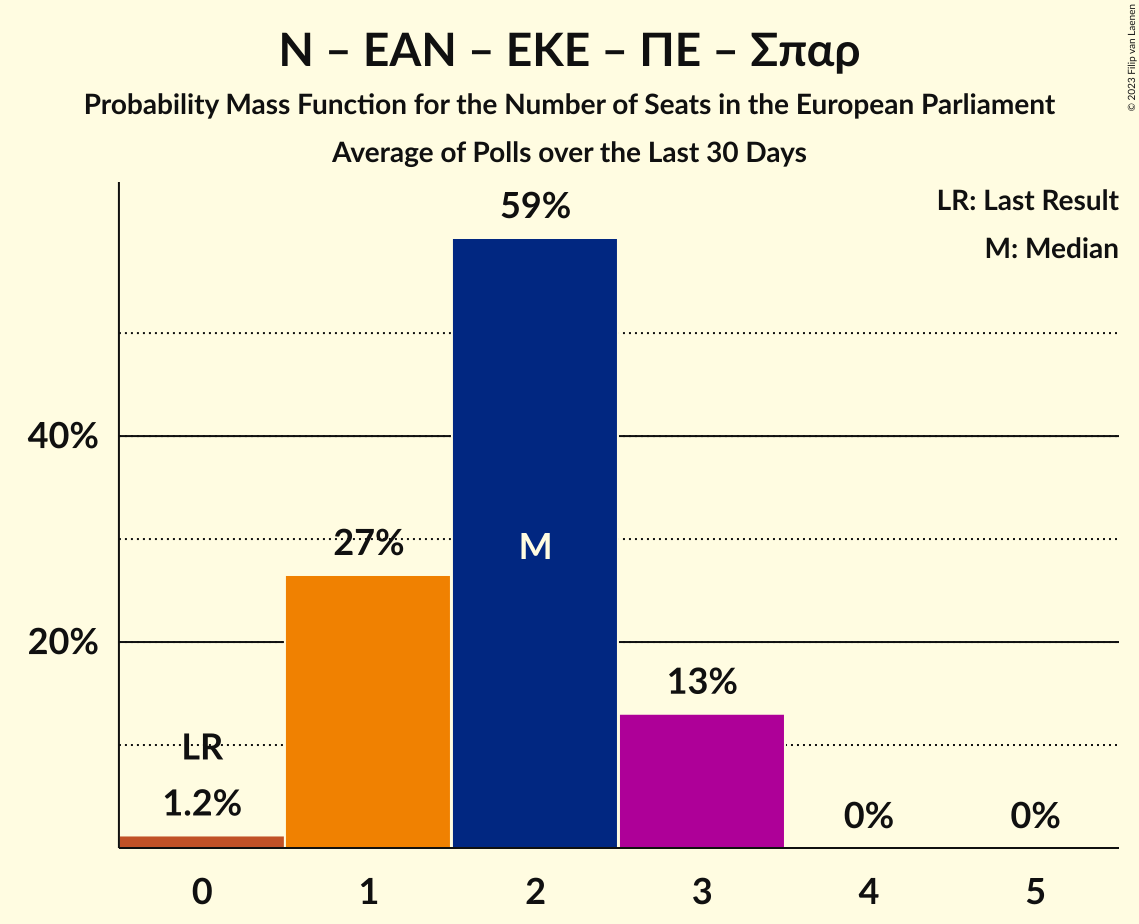 Ν – ΕΑΝ – ΕΚΕ – ΠΕ – Σπαρ
Probability Mass Function for the Number of Seats in the European Parliament
Average of Polls over the Last 30 Days
© 2023 Filip van Laenen
LR: Last Result
M: Median
59%
40%
27%
M
20%
13%
LR
1.2%
0%
0%
0 1 2 3 4 5